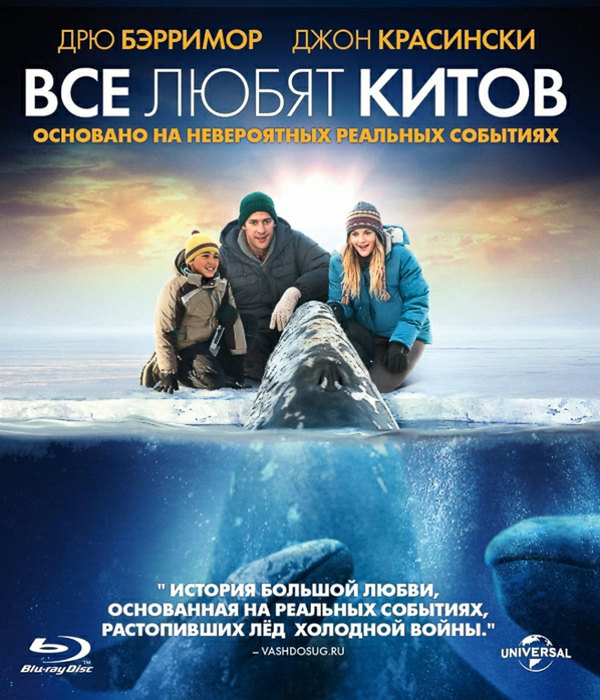 ДРЮ БЭРРИМОР ДЖОН КРАСИНСКИ
ВСЕ ЛЮБЯТ КИТОВ
ОСНОВАНО НА НЕВЕРОЯТНЫХ РЕАЛЬНЫХ СОБЫТИЯХ
" ИСТОРИЯ БОЛЬШОЙ ЛЮБВИ,
ОСНОВАННАЯ НА РЕАЛЬНЫХ СОБЫТИЯХ,
РАСТОПИВШИХ ЛЁД ХОЛОДНОЙ ВОЙНЫ."
– VASHDOSUG.RU
Blu-ray Disc™
UNIVERSAL